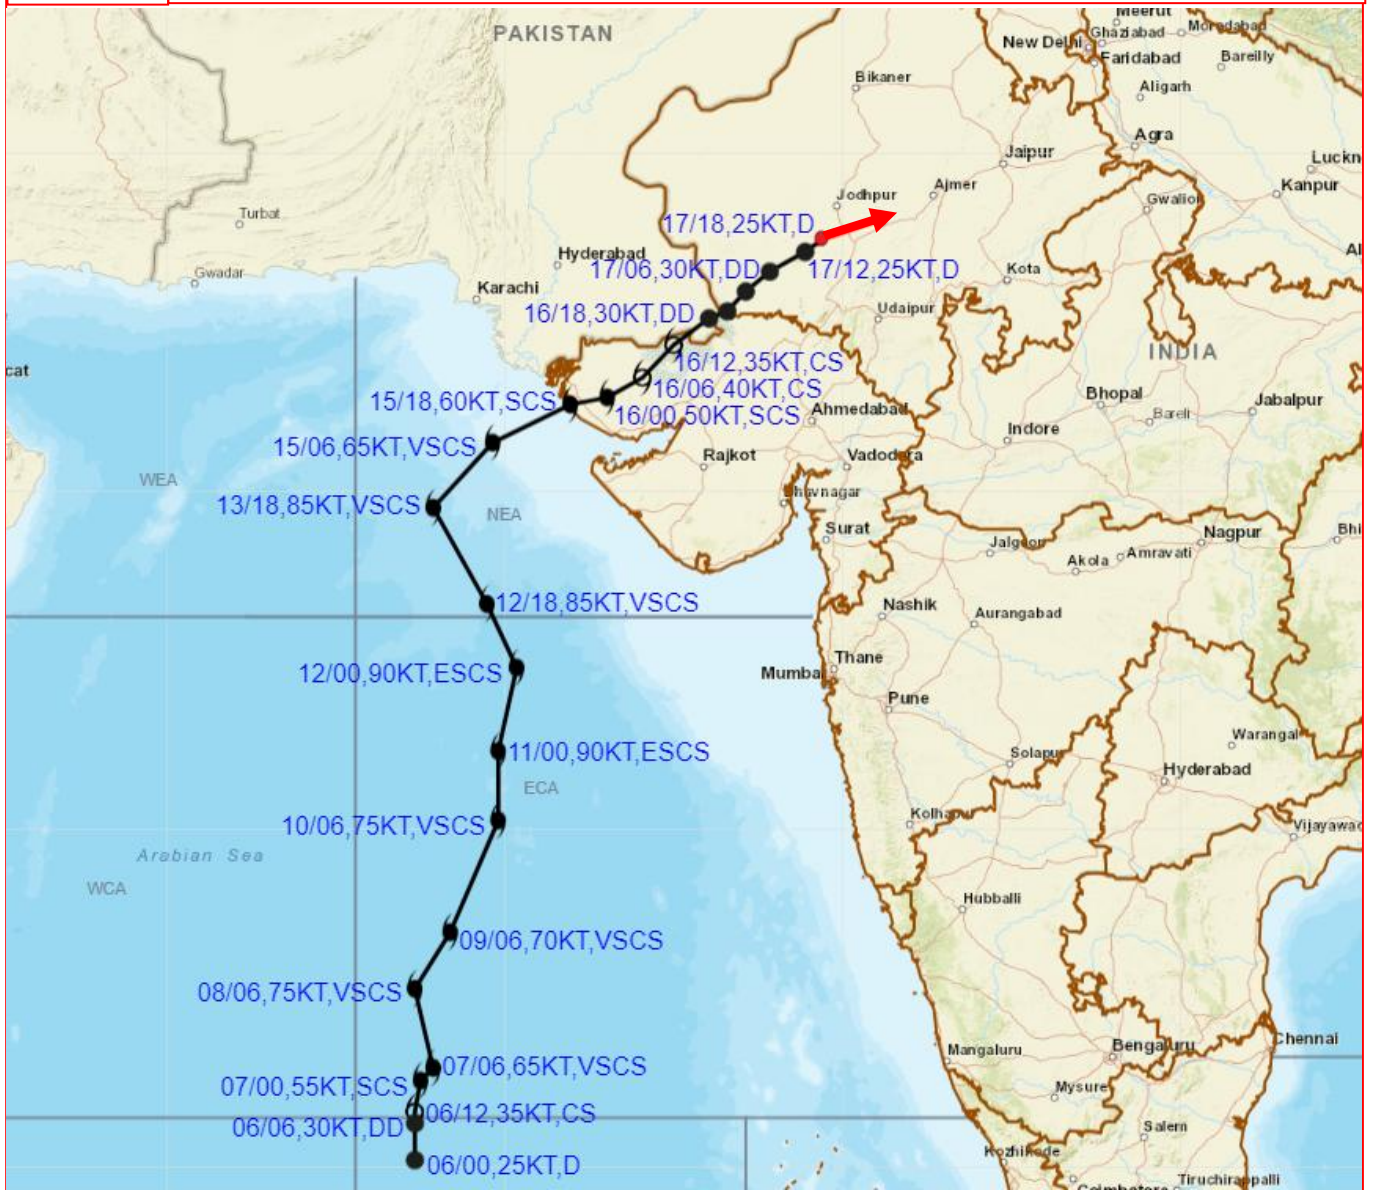 Meerut
Moradabad
PAKISTAN
Ghaziabad
New Delhi
Faridabad
Bareilly
Bikaner
Aligarh
Agra
Jaipur
Luckn
Ajmer
Kanpur
Jodhpur
Gwalior
Turbat
17/18,25KT,D
Hyderabad
Al
17/06,30KT,DD
17/12,25KT,D
Kota
Gwadar
Karachi
Udaipur
16/18,30KT,DD
INDIA
16/12,35KT,CS
cat
16/06,40KT,CS
Bhopal
Jabalpur
15/18,60KT,SCS
16/00,50KT,SCS
Ahmedabad
Bareli
Indore
15/06,65KT,VSCS
Rajkot
Vadodara
WEA
Bhavnagar
13/18,85KT,VSCS
NEA
Surat
Nagpur
Bhi
Jalgaon
Amravati
Akola
12/18,85KT,VSCS
Nashik
Aurangabad
Thane
12/00,90KT,ESCS
Mumbai
Pune
Warangal
11/00,90KT,ESCS
Solapur
Hyderabad
ECA
Kolhapur
10/06,75KT,VSCS
Vijayawad
Arabian Sea
WCA
Hubballi
09/06,70KT,VSCS
08/06,75KT,VSCS
Chennai
Bengaluru
Mangaluru
07/06,65KT,VSCS
07/00,55KT,SCS
Mysure
06/12,35KT,CS
06/06,30KT,DD
Salem
Kozhikode
06/00,25KT,D
Tiruchirappalli
Coimbatore